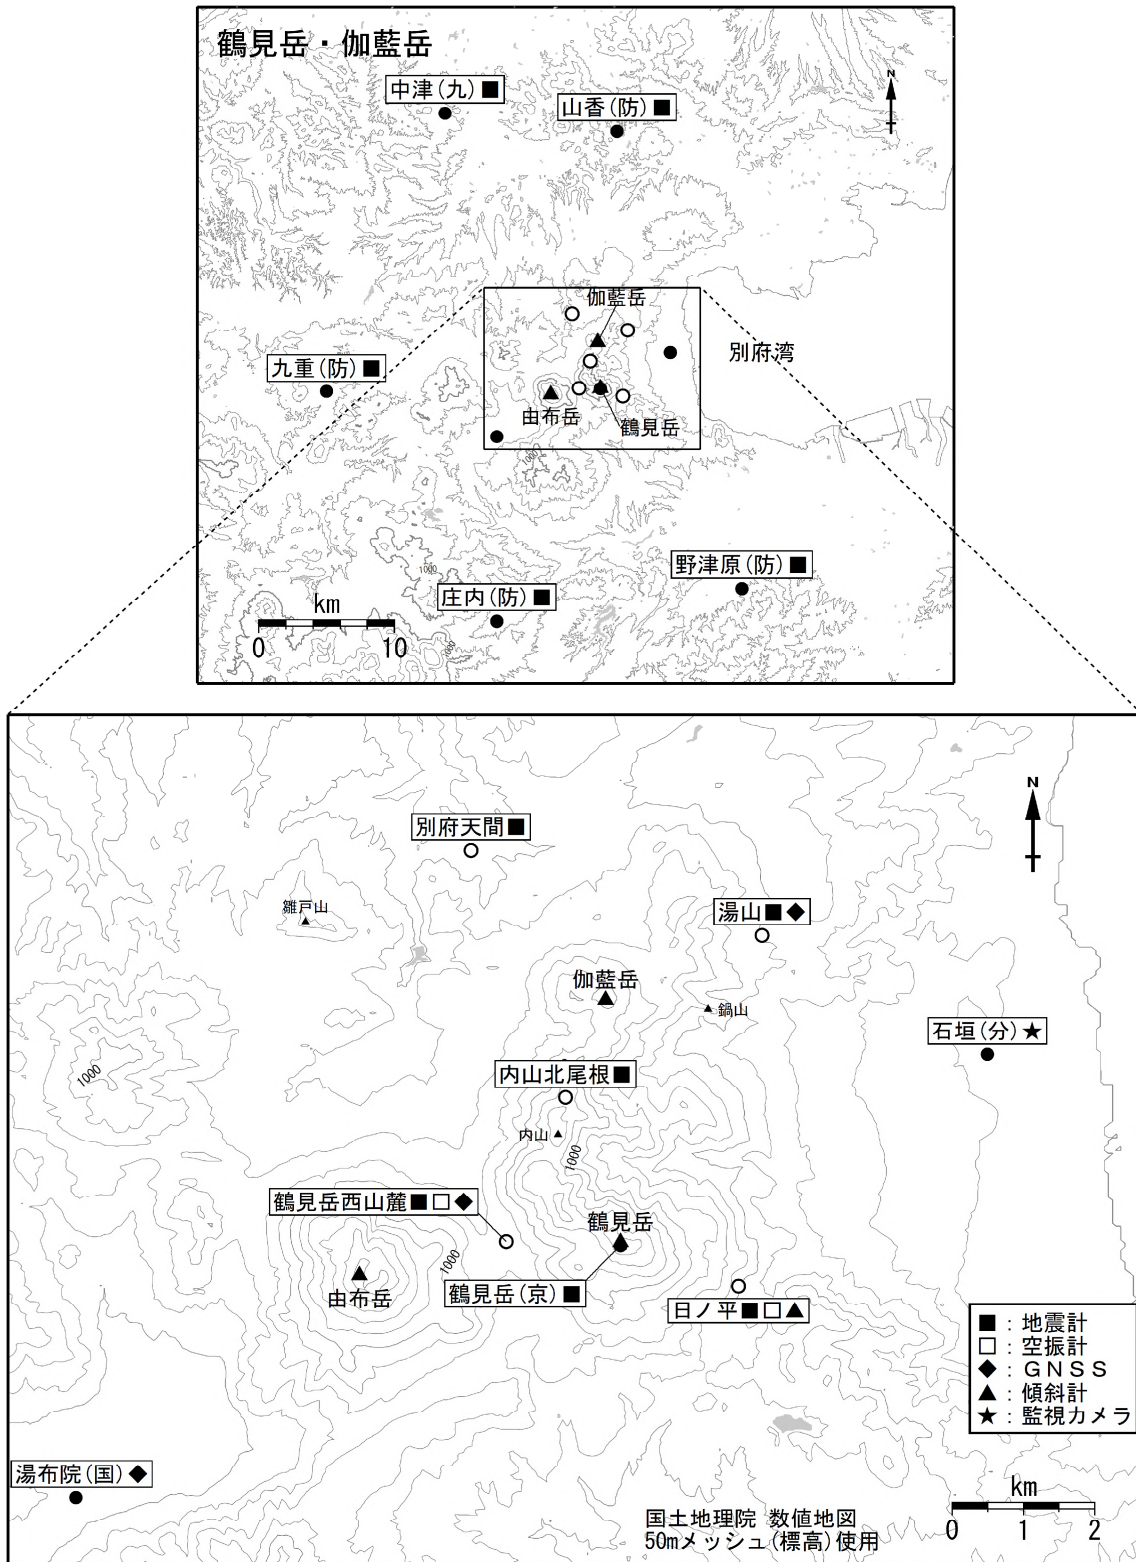 鶴見岳・伽藍岳
中津(九)■
山香(防)■
N
伽藍岳
別府湾
九重(防)■
由布岳
鶴見岳
1000
野津原(防)■
1000
庄内(防)■
km
0 10
1000
別府天間■
N
雛戸山
湯山■◆
伽藍岳
鍋山
石垣(分)★
1000
内山北尾根■
内山
1000
鶴見岳西山麓■□◆
鶴見岳
1000
由布岳
鶴見岳(京)■
日ノ平■□▲
■:地震計
□:空振計
◆:GNSS
▲:傾斜計
★:監視カメラ
湯布院(国)◆
km
0 1 2
国土地理院 数値地図
50mメッシュ(標高)使用